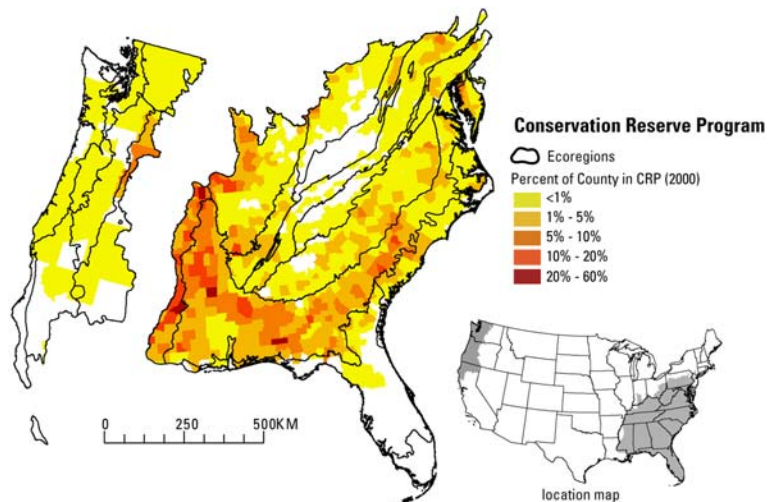 Conservation Reserve Program
Ecoregions
Percent of County in CRP (2000)
<1%
1% - 5%
5% - 10%
10% - 20%
20% - 60%
0 250 500KM
location map